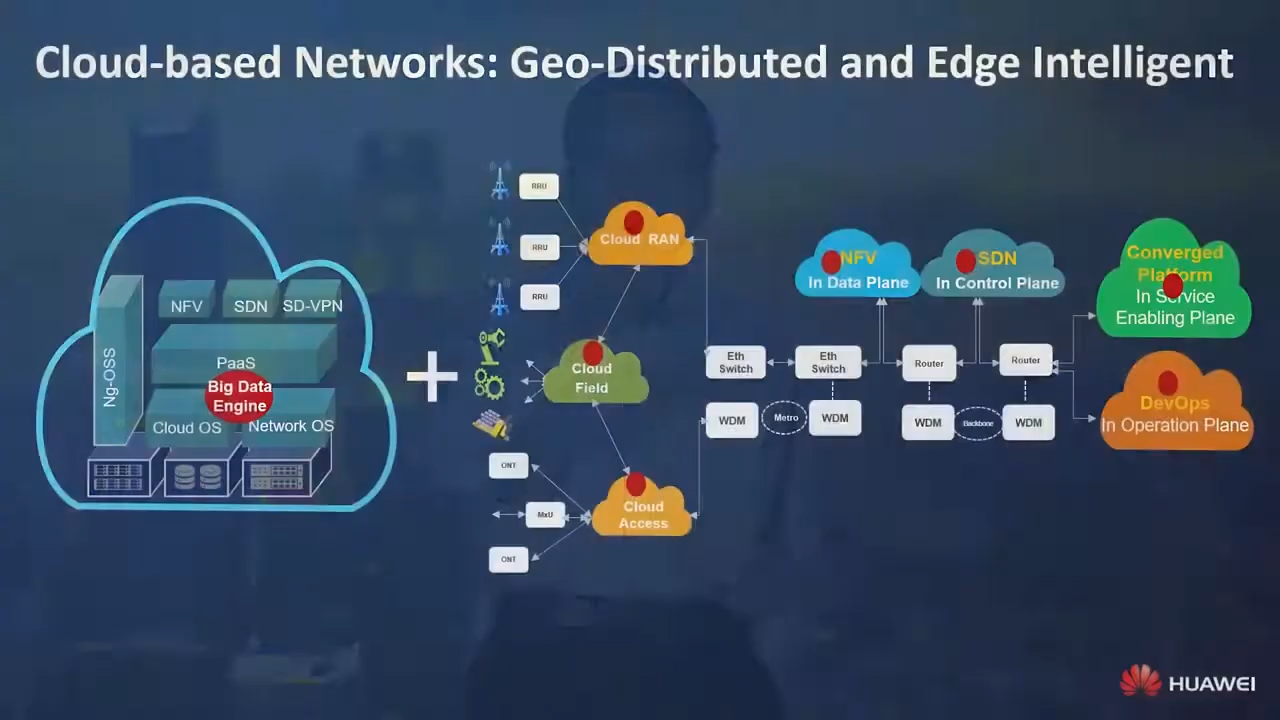 Cloud-based Networks: Geo-Distributed and Edge Intelligent
NFV
SDN
SD-VPN
Ng-OSS
PaaS
Big Data
Engine
Cloud OS
Network OS
+
RRU
RRU
RRU
Cloud RAN
Cloud
Field
ONT
MxU
ONT
Cloud
Access
Eth
Switch
Eth
Switch
WDM
Metro
WDM
NFV
In Data Plane
SDN
In Control Plane
Router
Router
WDM
Backbone
WDM
Converged
Platform
In Service
Enabling Plane
DevOps
In Operation Plane
HUAWEI